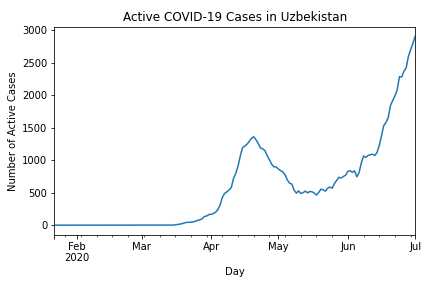 Active COVID-19 Cases in Uzbekistan
3000
2500
2000
1500
1000
500
0
Number of Active Cases
Feb
2020
Mar
Apr
May
Jun
Jul
Day